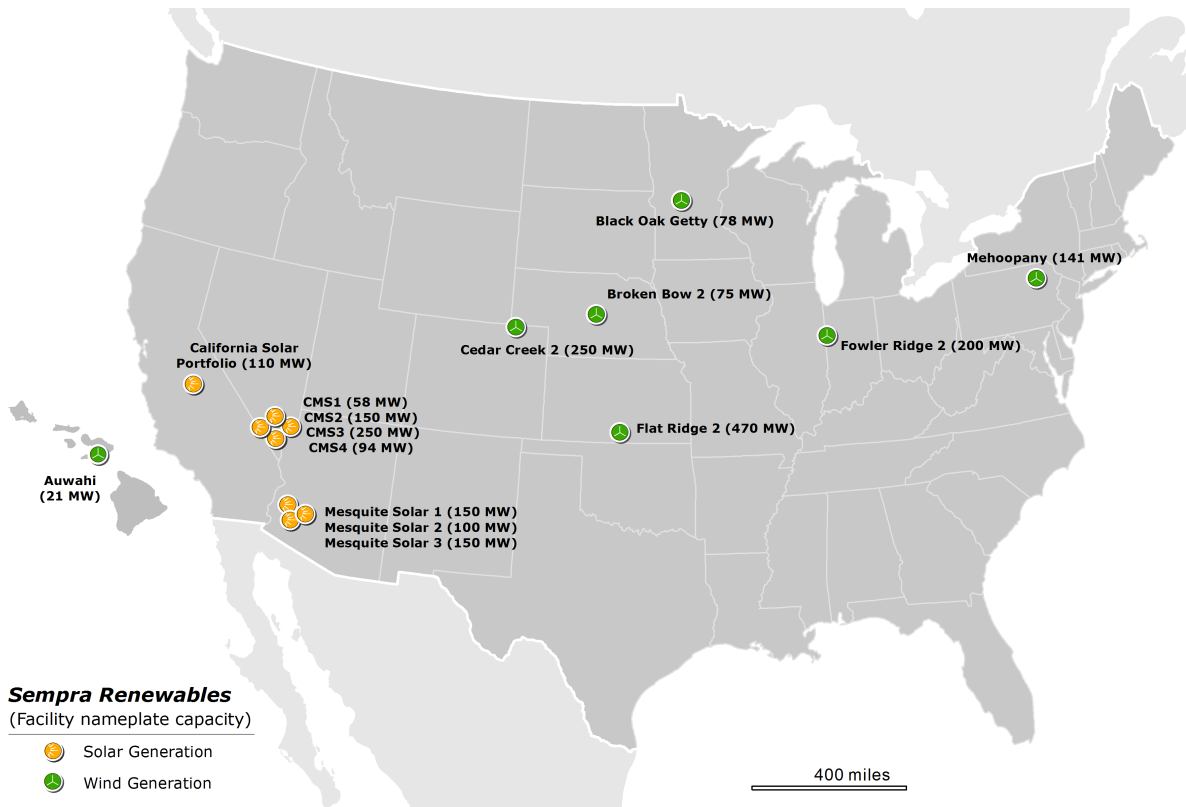 Black Oak Getty (78 MW)
Mehoopany (141 MW)
Broken Bow 2 (75 MW)
Cedar Creek 2 (250 MW)
Fowler Ridge 2 (200 MW)
California Solar
Portfolio (110 MW)
CMS1 (58 MW)
CMS2 (150 MW)
CMS3 (250 MW)
CMS4 (94 MW)
Flat Ridge 2 (470 MW)
Auwahi
(21 MW)
Mesquite Solar 1 (150 MW)
Mesquite Solar 2 (100 MW)
Mesquite Solar 3 (150 MW)
Sempra Renewables
(Facility nameplate capacity)
Solar Generation
Wind Generation
400 miles